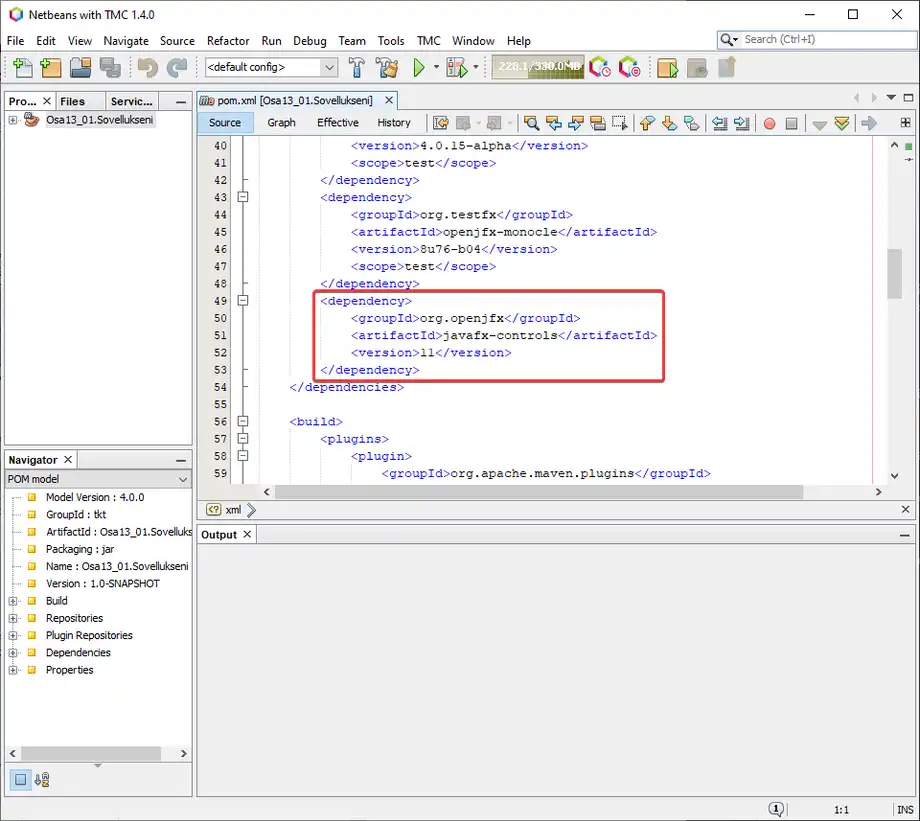 Netbeans with TMC 1.4.0
File Edit View Navigate Source Refactor Run Debug Team Tools TMC Window Help
Search (Ctrl+I)
<default config>
228.1/330.0MB
Pro... Files Servic...
Osa13_01.Sovellukseni
pom.xml [Osa13_01.Sovellukseni]
Source Graph Effective History
40 <version>4.0.15-alpha</version>
41 <scope>test</scope>
42 </dependency>
43 <dependency>
44 <groupId>org.testfx</groupId>
45 <artifactId>openjfx-monocle</artifactId>
46 <version>8u76-b04</version>
47 <scope>test</scope>
48 </dependency>
49 <dependency>
50 <groupId>org.openjfx</groupId>
51 <artifactId>javafx-controls</artifactId>
52 <version>11</version>
53 </dependency>
54 </dependencies>
55
56 <build>
57 <plugins>
58 <plugin>
59 <groupId>org.apache.maven.plugins</groupId>
xml
Navigator
POM model
Model Version : 4.0.0
GroupId : tkt
ArtifactId : Osa13_01.Sovelluks
Packaging : jar
Name : Osa13_01.Sovellukseni
Version : 1.0-SNAPSHOT
Build
Repositories
Plugin Repositories
Dependencies
Properties
Output
1
1:1
INS